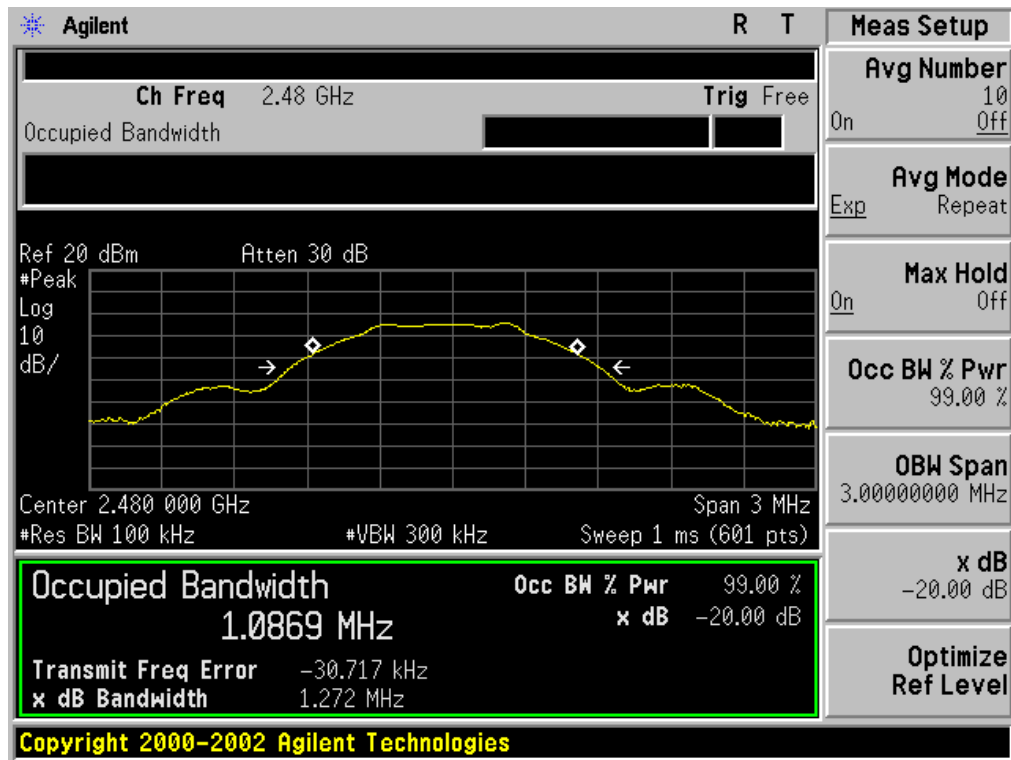 Agilent R T
Ch Freq 2.48 GHz Trig Free
Occupied Bandwidth
Ref 20 dBm Atten 30 dB
#Peak
Log
10
dB/
Center 2.480 000 GHz Span 3 MHz
#Res BW 100 kHz #VBW 300 kHz Sweep 1 ms (601 pts)
Occupied Bandwidth Occ BW % Pwr 99.00 %
1.0869 MHz x dB -20.00 dB
Transmit Freq Error -30.717 kHz
x dB Bandwidth 1.272 MHz
Copyright 2000-2002 Agilent Technologies
Meas Setup
Avg Number
10
On Off
Avg Mode
Exp Repeat
Max Hold
On Off
Occ BW % Pwr
99.00 %
OBW Span
3.00000000 MHz
x dB
-20.00 dB
Optimize
Ref Level